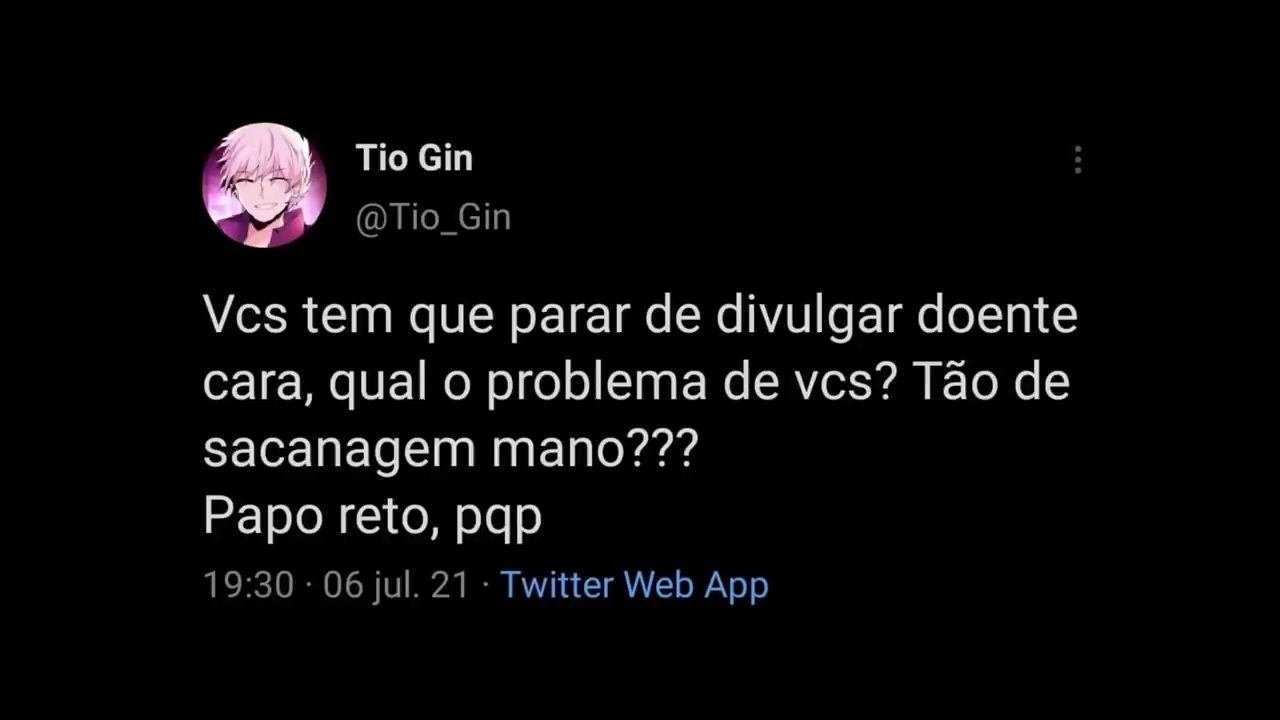 Tio Gin
@Tio_Gin
Vcs tem que parar de divulgar doente
cara, qual o problema de vcs? Tão de
sacanagem mano???
Papo reto, pqp
19:30 · 06 jul. 21 · Twitter Web App